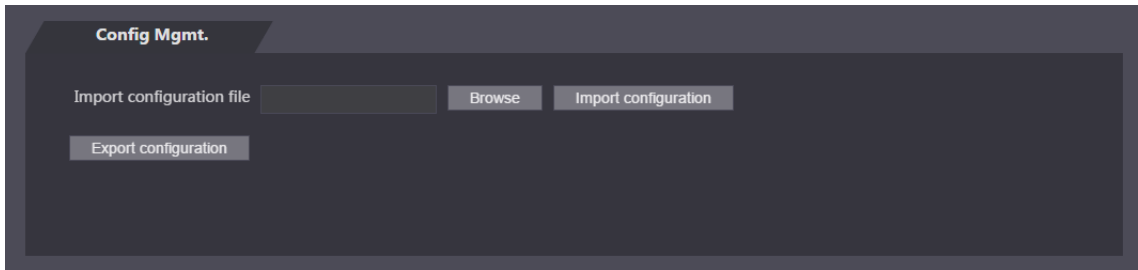 Config Mgmt.
Import configuration file Browse Import configuration
Export configuration